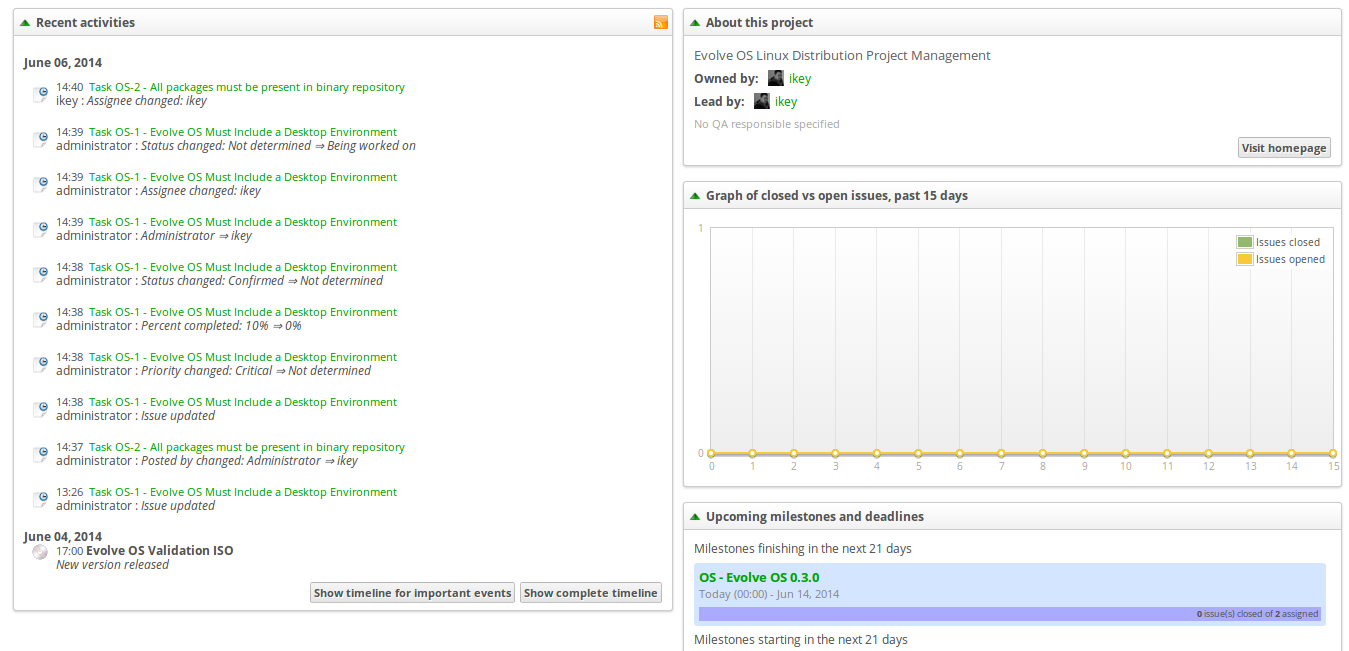 Recent activities
June 06, 2014
14:40 Task OS-2 - All packages must be present in binary repository
ikey : Assignee changed: ikey
14:39 Task OS-1 - Evolve OS Must Include a Desktop Environment
administrator : Status changed: Not determined ⇒ Being worked on
14:39 Task OS-1 - Evolve OS Must Include a Desktop Environment
administrator : Assignee changed: ikey
14:39 Task OS-1 - Evolve OS Must Include a Desktop Environment
administrator : Administrator ⇒ ikey
14:38 Task OS-1 - Evolve OS Must Include a Desktop Environment
administrator : Status changed: Confirmed ⇒ Not determined
14:38 Task OS-1 - Evolve OS Must Include a Desktop Environment
administrator : Percent completed: 10% ⇒ 0%
14:38 Task OS-1 - Evolve OS Must Include a Desktop Environment
administrator : Priority changed: Critical ⇒ Not determined
14:38 Task OS-1 - Evolve OS Must Include a Desktop Environment
administrator : Issue updated
14:37 Task OS-2 - All packages must be present in binary repository
administrator : Posted by changed: Administrator ⇒ ikey
13:26 Task OS-1 - Evolve OS Must Include a Desktop Environment
administrator : Issue updated
June 04, 2014
17:00 Evolve OS Validation ISO
New version released
Show timeline for important events Show complete timeline
About this project
Evolve OS Linux Distribution Project Management
Owned by: ikey
Lead by: ikey
No QA responsible specified
Visit homepage
Graph of closed vs open issues, past 15 days
1
Issues closed
Issues opened
0
0 1 2 3 4 5 6 7 8 9 10 11 12 13 14 15
Upcoming milestones and deadlines
Milestones finishing in the next 21 days
OS - Evolve OS 0.3.0
Today (00:00) - Jun 14, 2014
0 issue(s) closed of 2 assigned
Milestones starting in the next 21 days